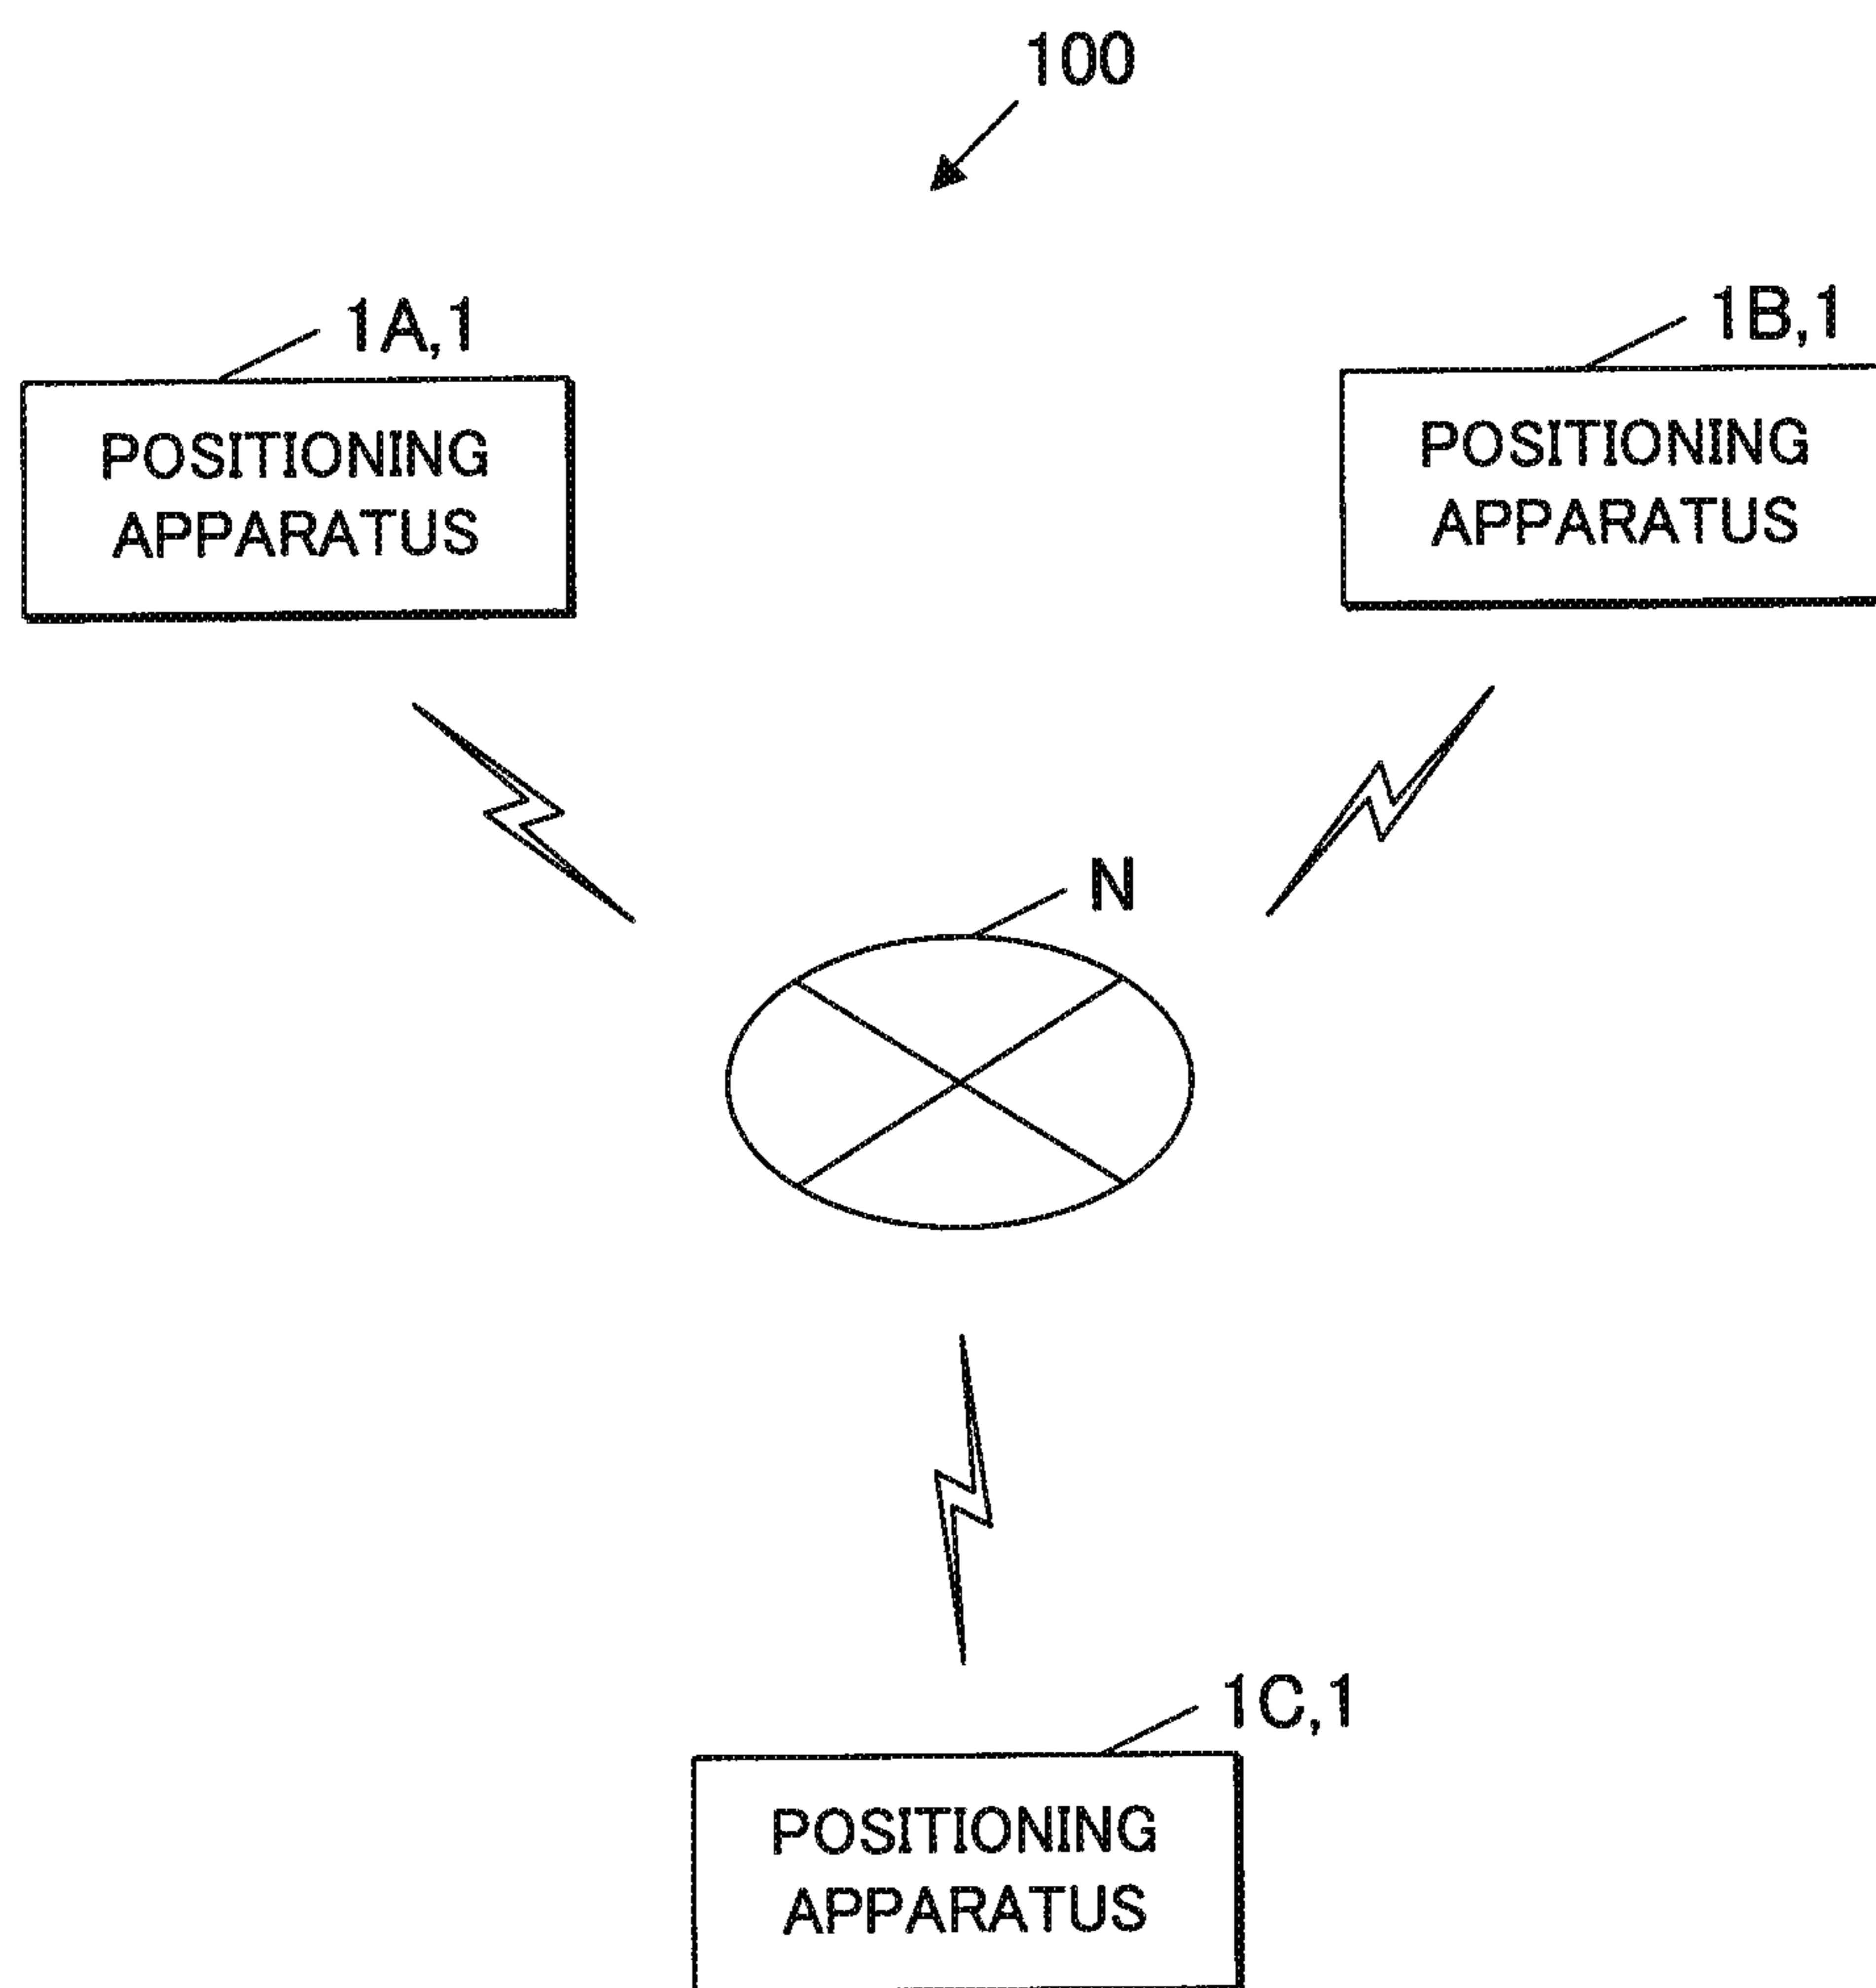 100
1A,1
1B,1
POSITIONING
APPARATUS
POSITIONING
APPARATUS
N
1C,1
POSITIONING
APPARATUS